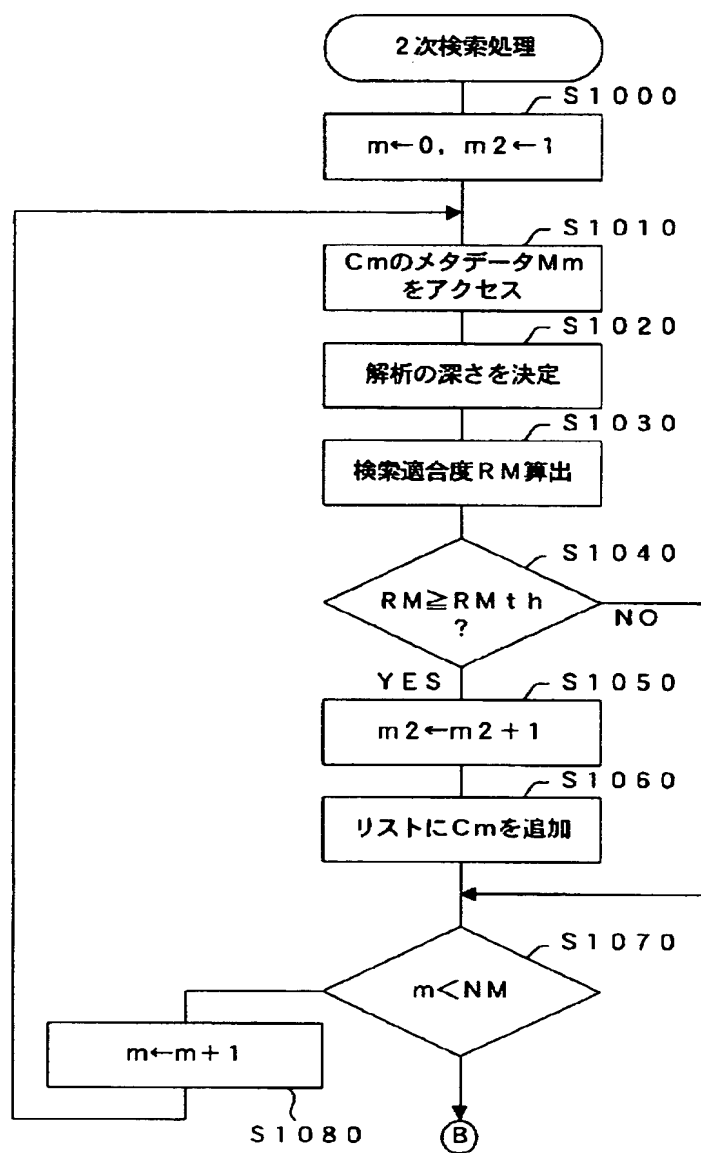 2次検索処理
S1000
m←0, m2←1
S1010
CmのメタデータMm
をアクセス
S1020
解析の深さを決定
S1030
検索適合度RM算出
S1040
RM≧RMth
?
NO
YES
S1050
m2←m2+1
S1060
リストにCmを追加
S1070
m<NM
m←m+1
S1080
B